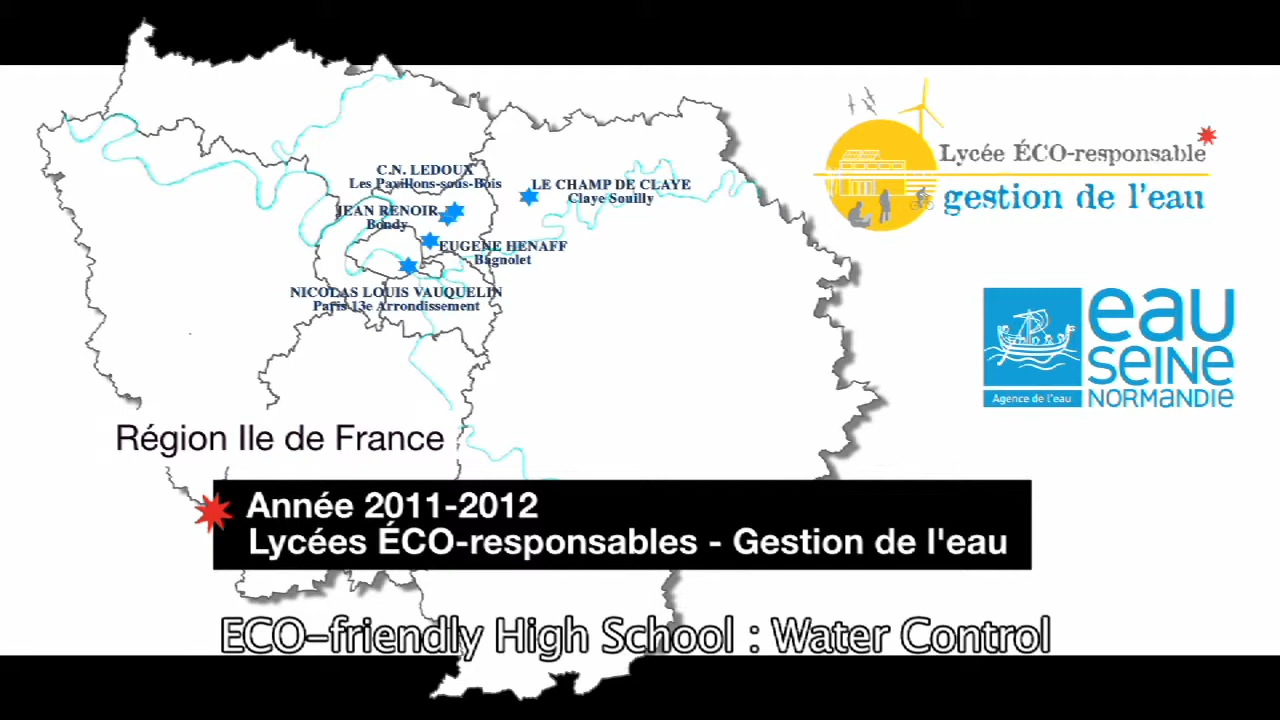 C.N. LEDOUX
Les Pavillons-sous-Bois
LE CHAMP DE CLAYE
Claye Souilly
JEAN RENOIR
Bondy
EUGENE HENAFF
Bagnolet
NICOLAS LOUIS VAUQUELIN
Paris 13e Arrondissement
Lycée ÉCO-responsable
gestion de l'eau
eau
SEINE
NORMANDIE
Agence de l'eau
Région Ile de France
Année 2011-2012
Lycées ÉCO-responsables - Gestion de l'eau
ECO-friendly High School : Water Control